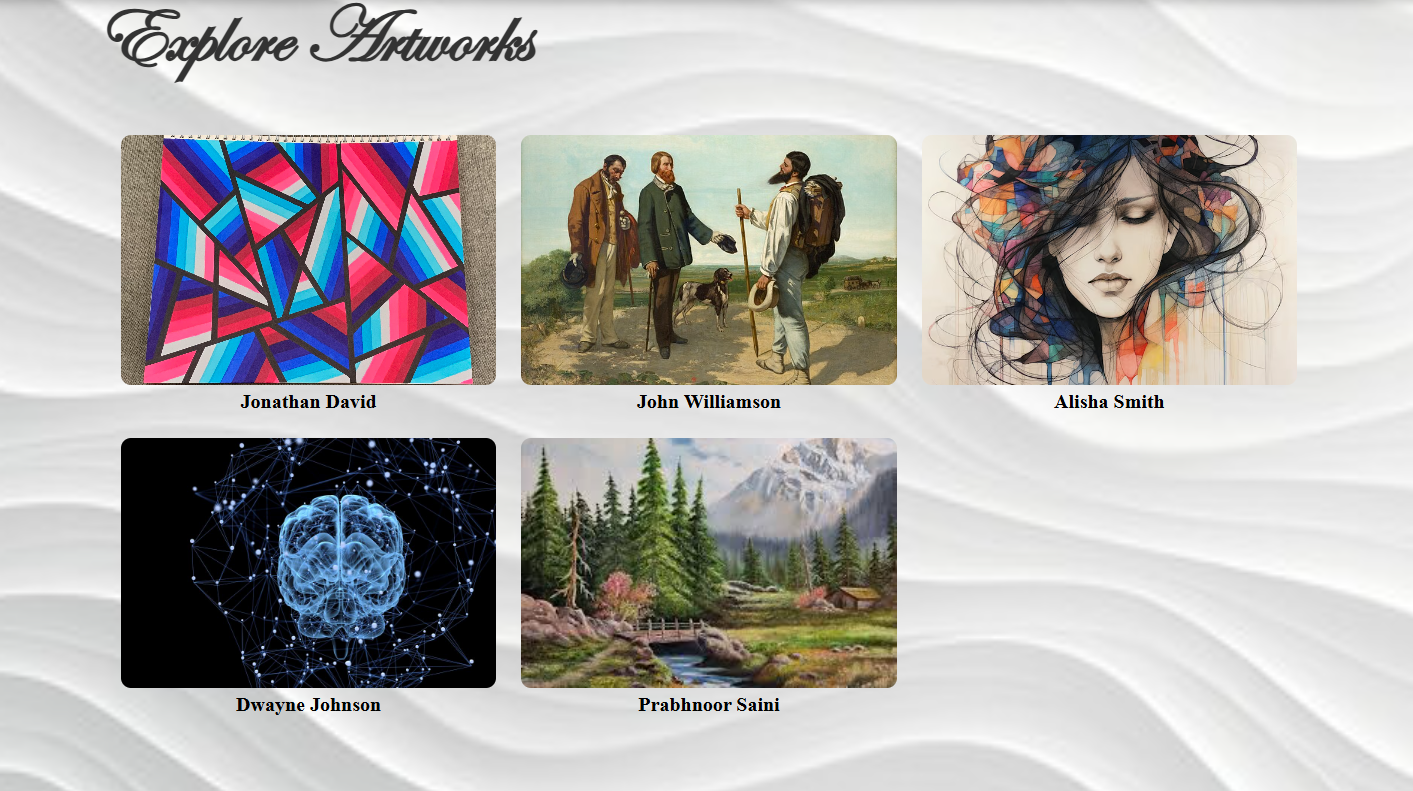 Explore Artworks
Jonathan David
John Williamson
Alisha Smith
Dwayne Johnson
Prabhnoor Saini